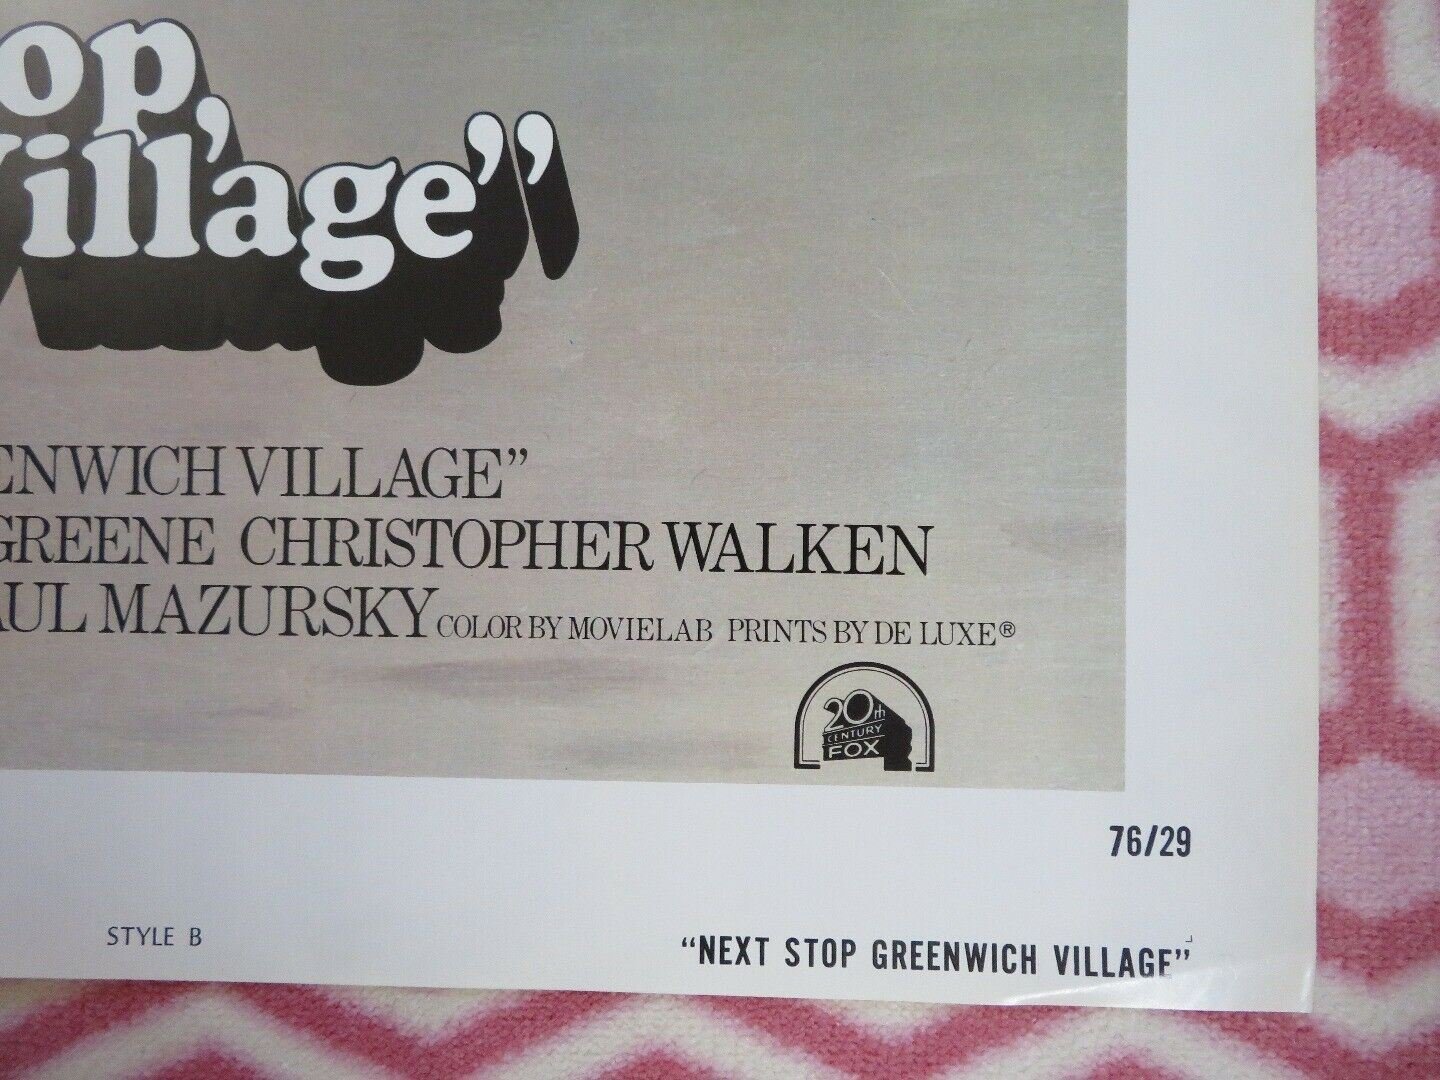 op,
Village"
ENWICH VILLAGE"
GREENE CHRISTOPHER WALKEN
AUL MAZURSKY COLOR BY MOVIELAB PRINTS BY DE LUXE®
20th
CENTURY
FOX
76/29
STYLE B
"NEXT STOP GREENWICH VILLAGE"